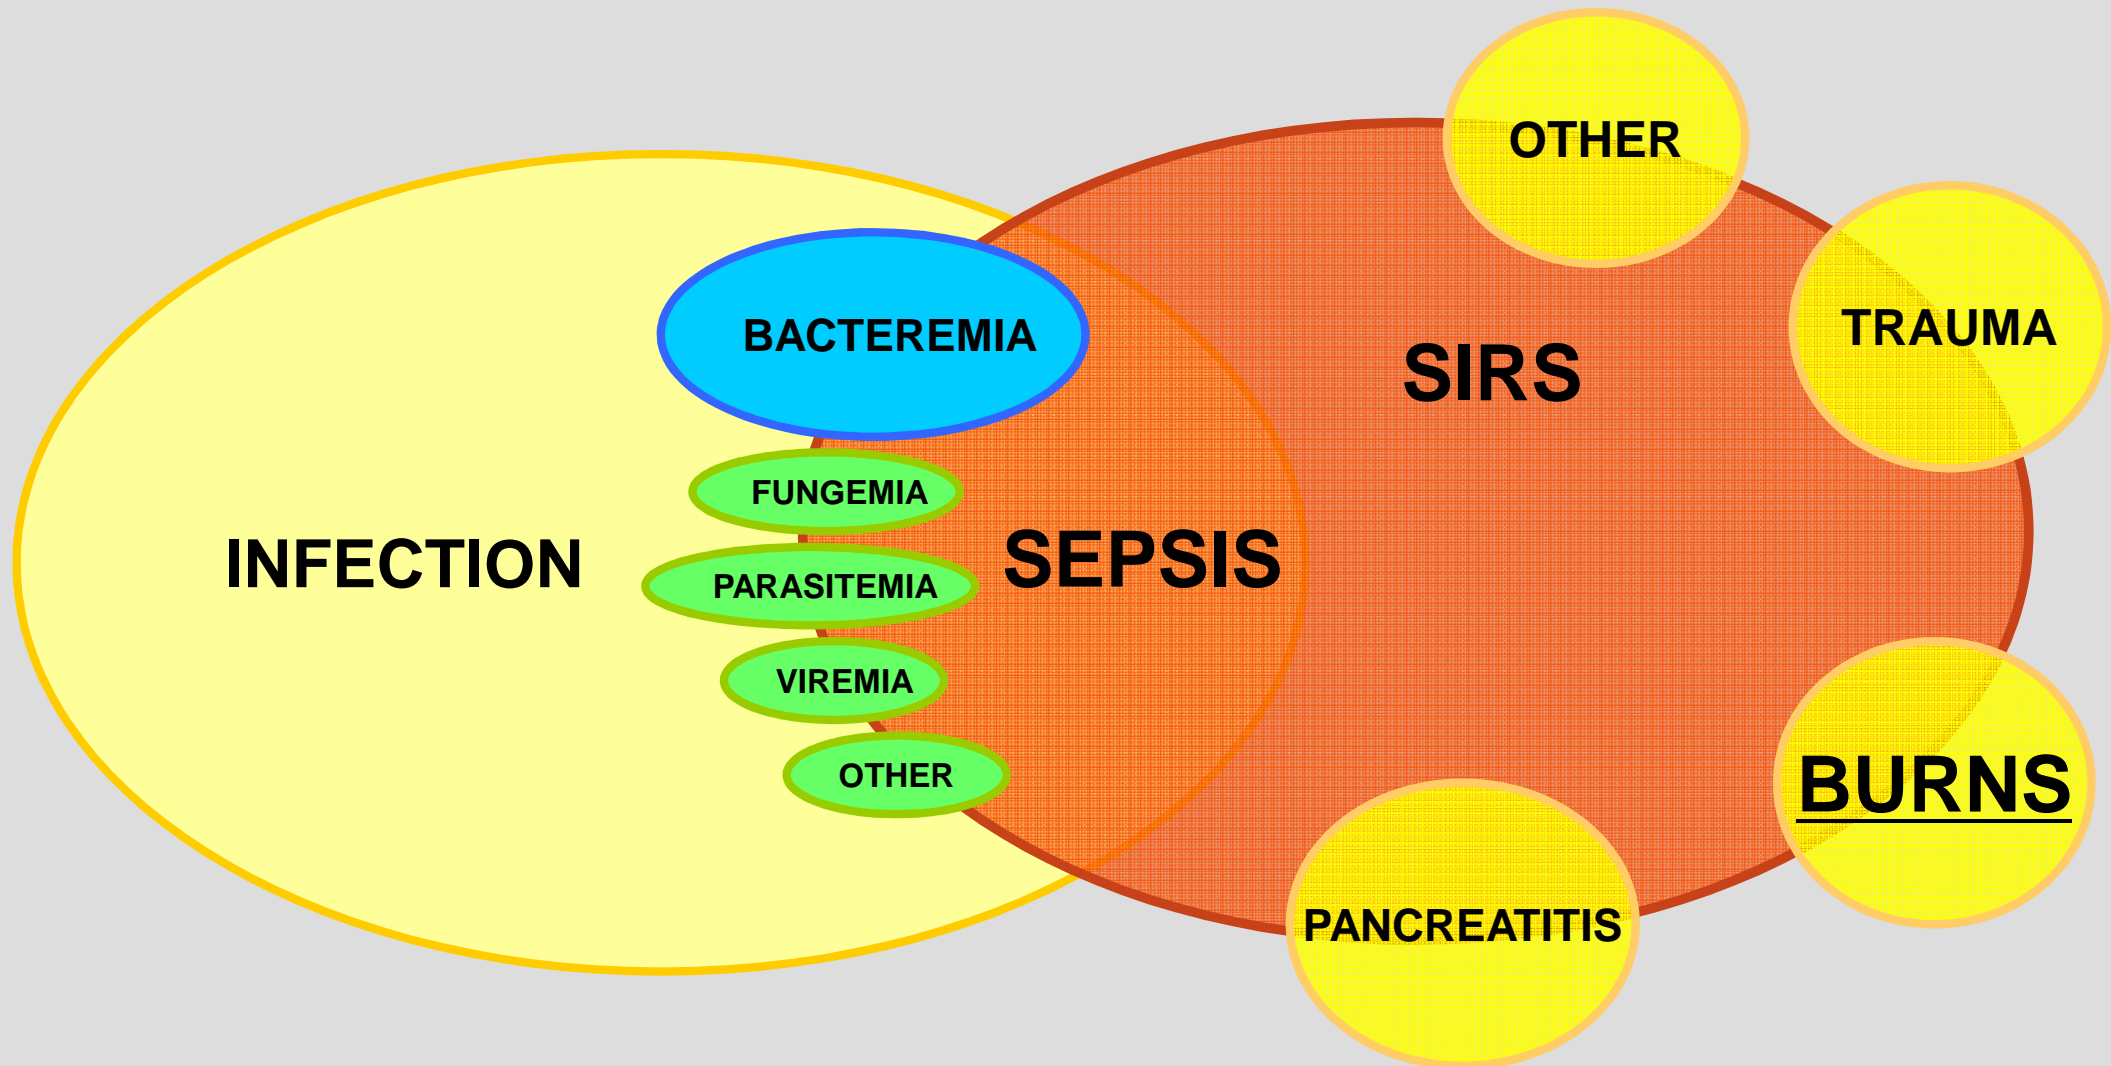 OTHER
TRAUMA
BACTEREMIA
SIRS
FUNGEMIA
INFECTION
SEPSIS
PARASITEMIA
VIREMIA
OTHER
BURNS
PANCREATITIS